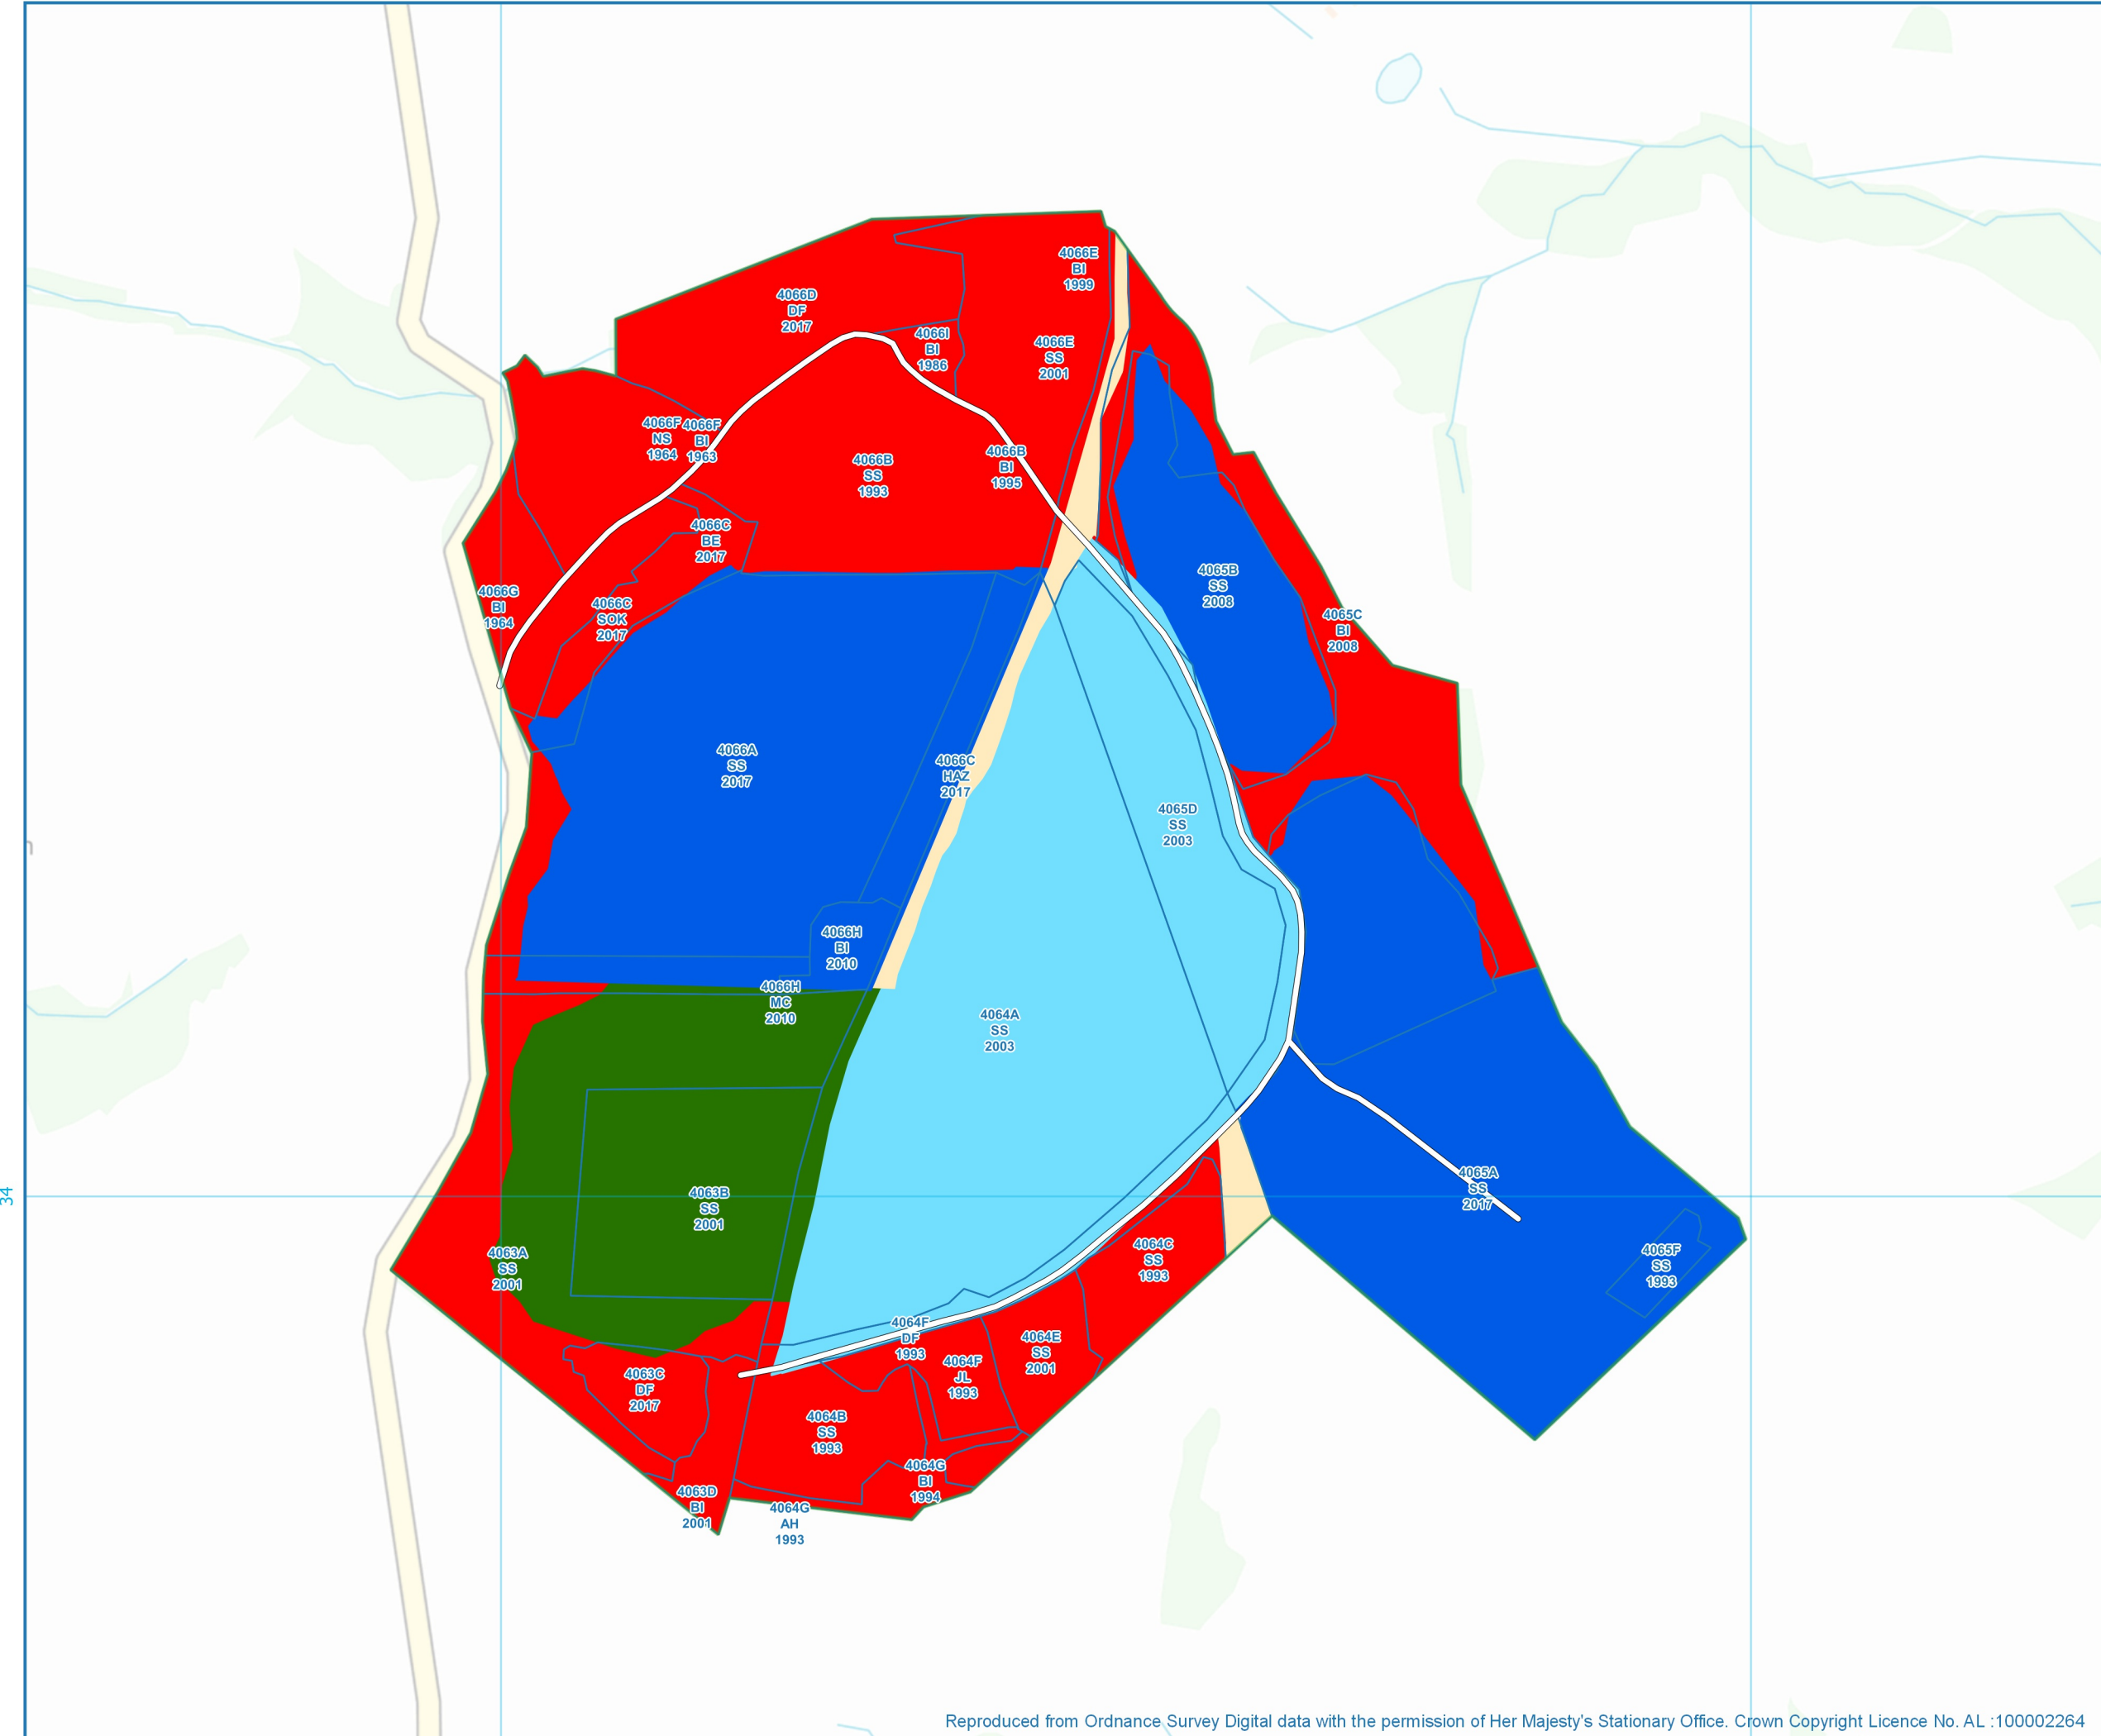 4066E
BI
1999
4066D
DF
2017
4066I
BI
1986
4066E
SS
2001
4066F
NS
1964
4066F
BI
1963
4066B
SS
1993
4066B
BI
1995
4066C
BE
2017
4065B
SS
2008
4066G
BI
1964
4066C
SOK
2017
4065C
BI
2008
4066A
SS
2017
4066C
HAZ
2017
4065D
SS
2003
4066H
BI
2010
4066H
MC
2010
4064A
SS
2003
4065A
SS
2017
34
4063B
SS
2001
4063A
SS
2001
4064C
SS
1993
4065F
SS
1993
4064F
DF
1993
4064E
SS
2001
4064F
JL
1993
4063C
DF
2017
4064B
SS
1993
4064G
BI
1994
4063D
BI
2001
4064G
AH
1993
Reproduced from Ordnance Survey Digital data with the permission of Her Majesty's Stationary Office. Crown Copyright Licence No. AL :100002264